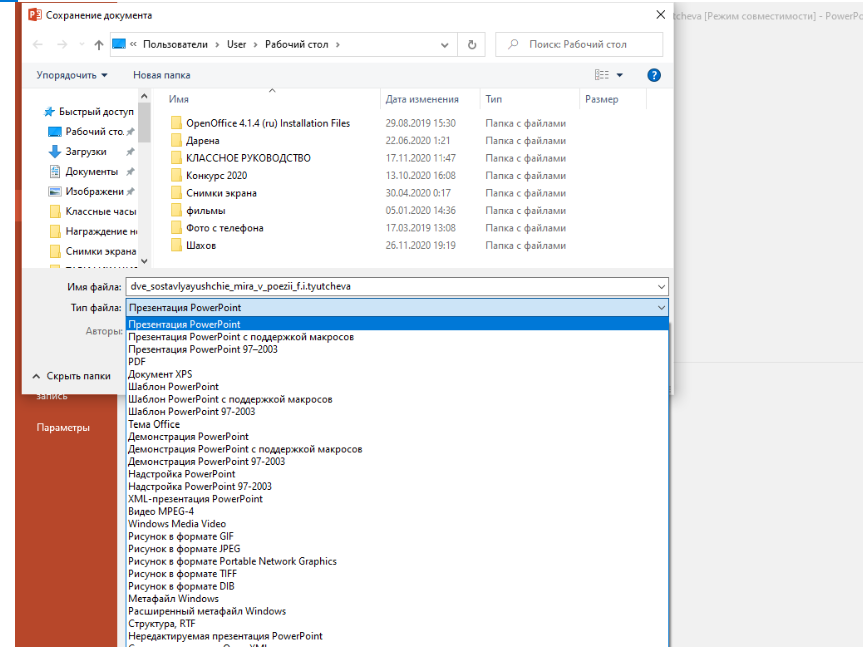 Сохранение документа
tcheva [Режим совместимости] - PowerPo
« Пользователи › User › Рабочий стол ›
Поиск: Рабочий стол
Упорядочить Новая папка
Имя Дата изменения Тип Размер
Быстрый доступ
Рабочий сто.
Загрузки
Документы
Изображени
Классные часы
Награждение н
Снимки экрана
OpenOffice 4.1.4 (ru) Installation Files 29.08.2019 15:30 Папка с файлами
Дарена 22.06.2020 1:21 Папка с файлами
КЛАССНОЕ РУКОВОДСТВО 17.11.2020 11:47 Папка с файлами
Конкурс 2020 13.10.2020 16:08 Папка с файлами
Снимки экрана 30.04.2020 0:17 Папка с файлами
фильмы 05.01.2020 14:36 Папка с файлами
Фото с телефона 17.03.2019 13:08 Папка с файлами
Шахов 26.11.2020 19:19 Папка с файлами
Имя файла: dve_sostavlyayushchie_mira_v_poezii_f.i.tyutcheva
Тип файла: Презентация PowerPoint
Авторы:
Скрыть папки
запись
Параметры
Презентация PowerPoint
Презентация PowerPoint с поддержкой макросов
Презентация PowerPoint 97–2003
PDF
Документ XPS
Шаблон PowerPoint
Шаблон PowerPoint с поддержкой макросов
Шаблон PowerPoint 97-2003
Тема Office
Демонстрация PowerPoint
Демонстрация PowerPoint с поддержкой макросов
Демонстрация PowerPoint 97-2003
Надстройка PowerPoint
Надстройка PowerPoint 97-2003
XML-презентация PowerPoint
Видео MPEG-4
Windows Media Video
Рисунок в формате GIF
Рисунок в формате JPEG
Рисунок в формате Portable Network Graphics
Рисунок в формате TIFF
Рисунок в формате DIB
Метафайл Windows
Расширенный метафайл Windows
Структура, RTF
Нередактируемая презентация PowerPoint